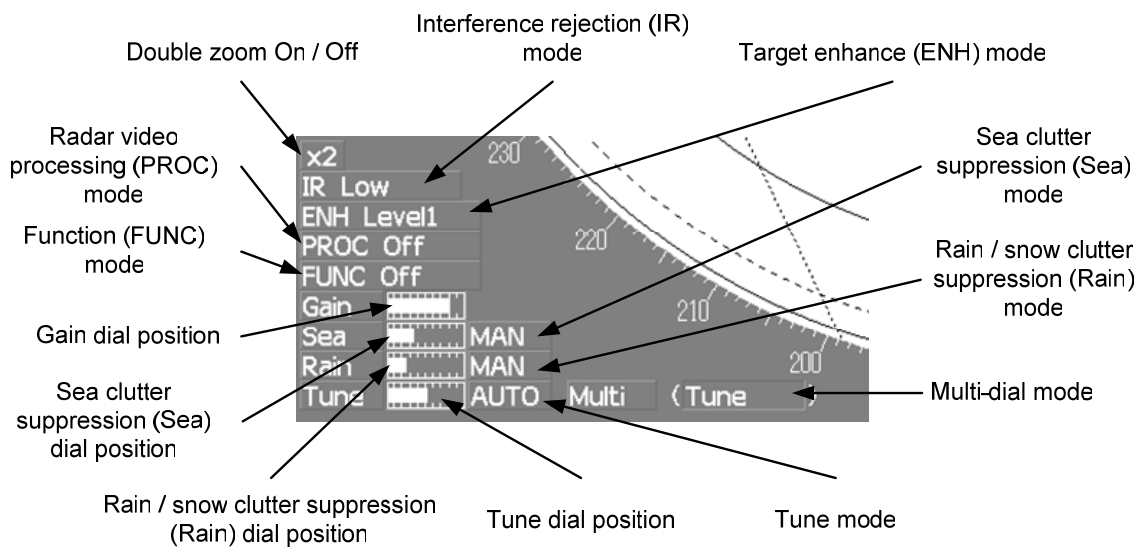 Interference rejection (IR)
mode
Double zoom On / Off
Target enhance (ENH) mode
Radar video
processing (PROC)
mode
Function (FUNC)
mode
Gain dial position
Sea clutter
suppression (Sea)
dial position
Rain / snow clutter suppression
(Rain) dial position
Tune dial position
Tune mode
Sea clutter
suppression (Sea)
mode
Rain / snow clutter
suppression (Rain)
mode
Multi-dial mode
x2
IR Low
ENH Level1
PROC Off
FUNC Off
Gain
Sea MAN
Rain MAN
Tune AUTO Multi (Tune)
230
220
210
200